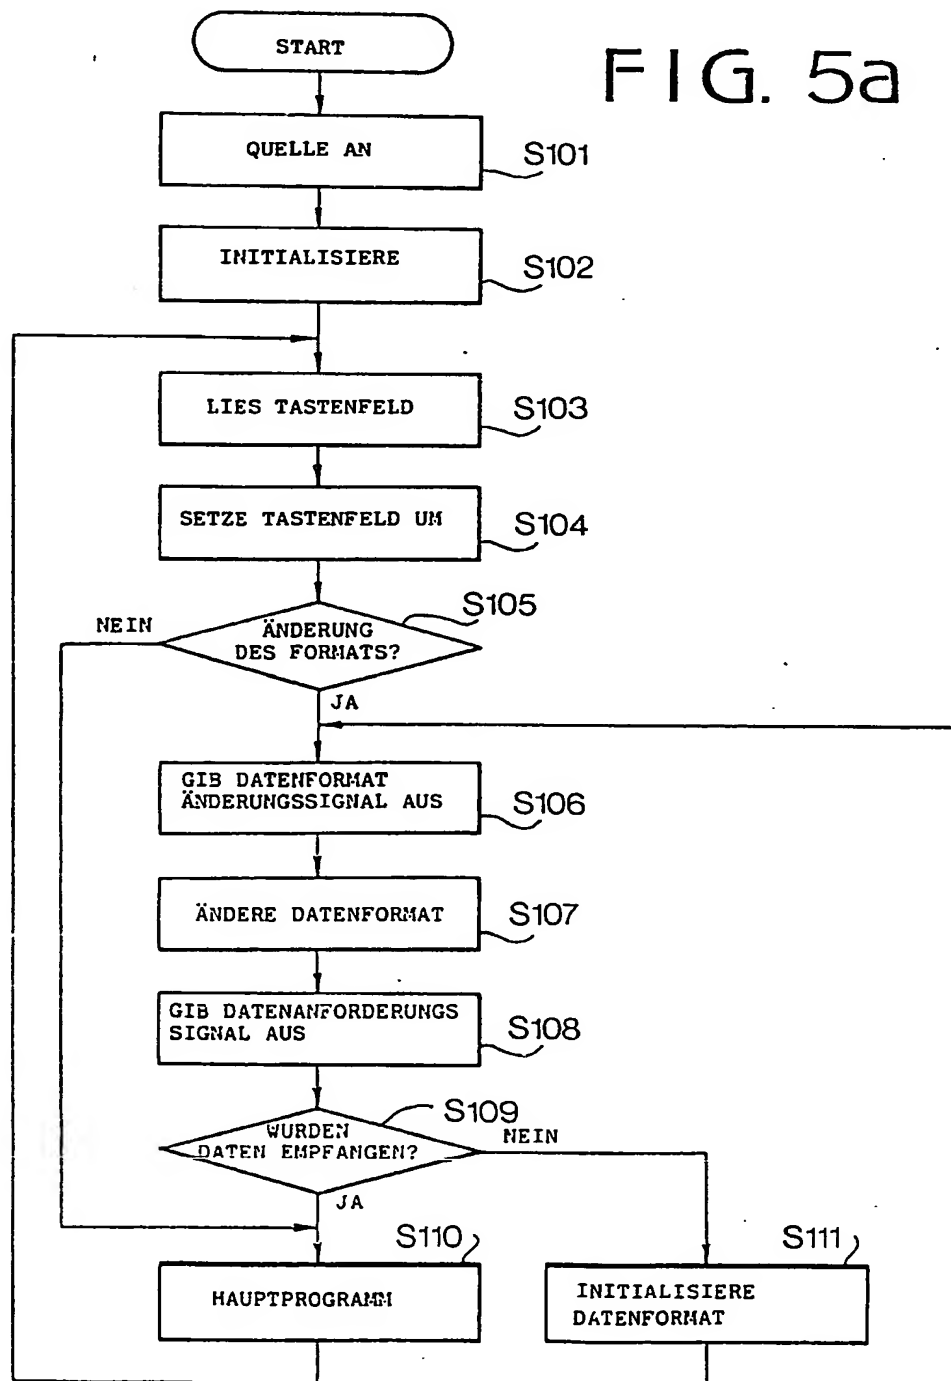 START
FIG. 5a
QUELLE AN
S101
INITIALISIERE
S102
LIES TASTENFELD
S103
SETZE TASTENFELD UM
S104
S105
NEIN
ÄNDERUNG
DES FORMATS?
JA
GIB DATENFORMAT
ÄNDERUNGSSIGNAL AUS
S106
ÄNDERE DATENFORMAT
S107
GIB DATENANFORDERUNGS
SIGNAL AUS
S108
S109
WURDEN
DATEN EMPFANGEN?
NEIN
JA
S110
HAUPTPROGRAMM
S111
INITIALISIERE
DATENFORMAT